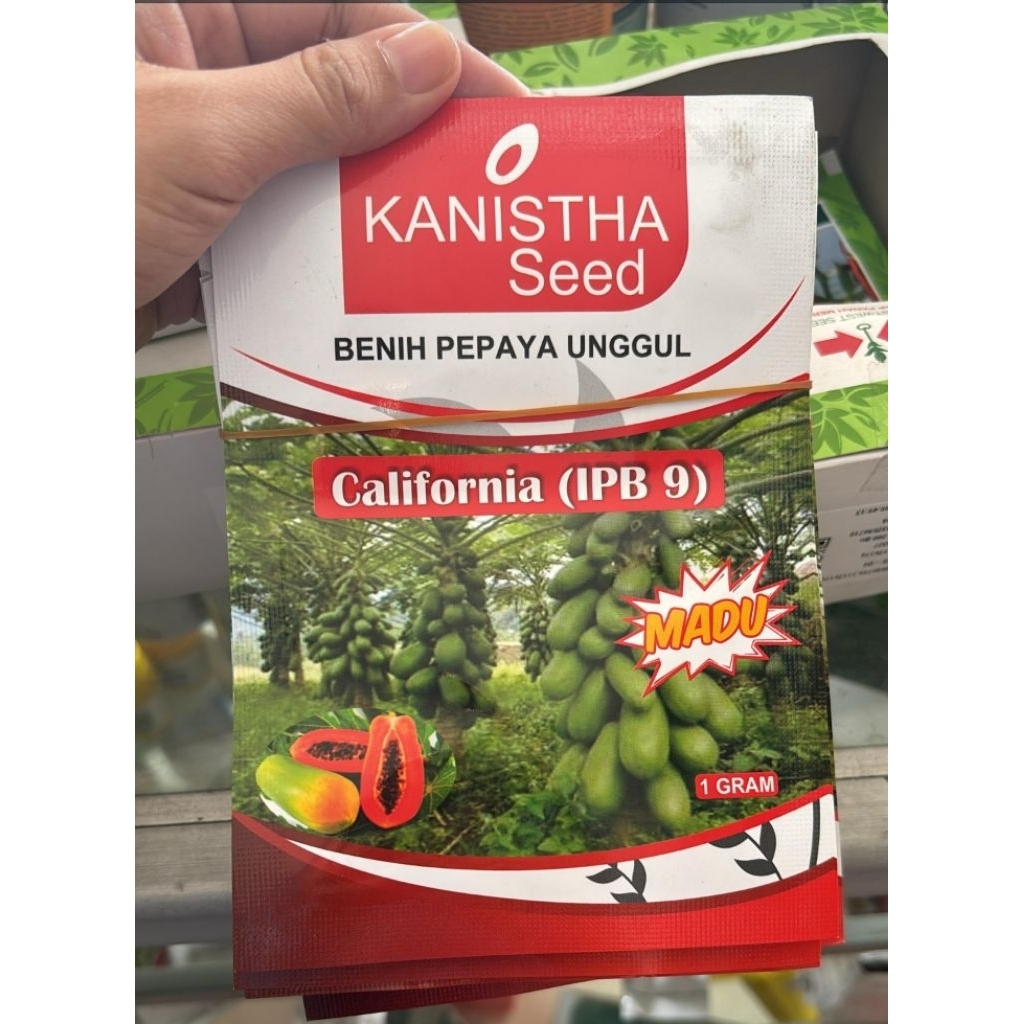 KANISTHA
Seed
BENIH PEPAYA UNGGUL
California (IPB 9)
MADU
1 GRAM